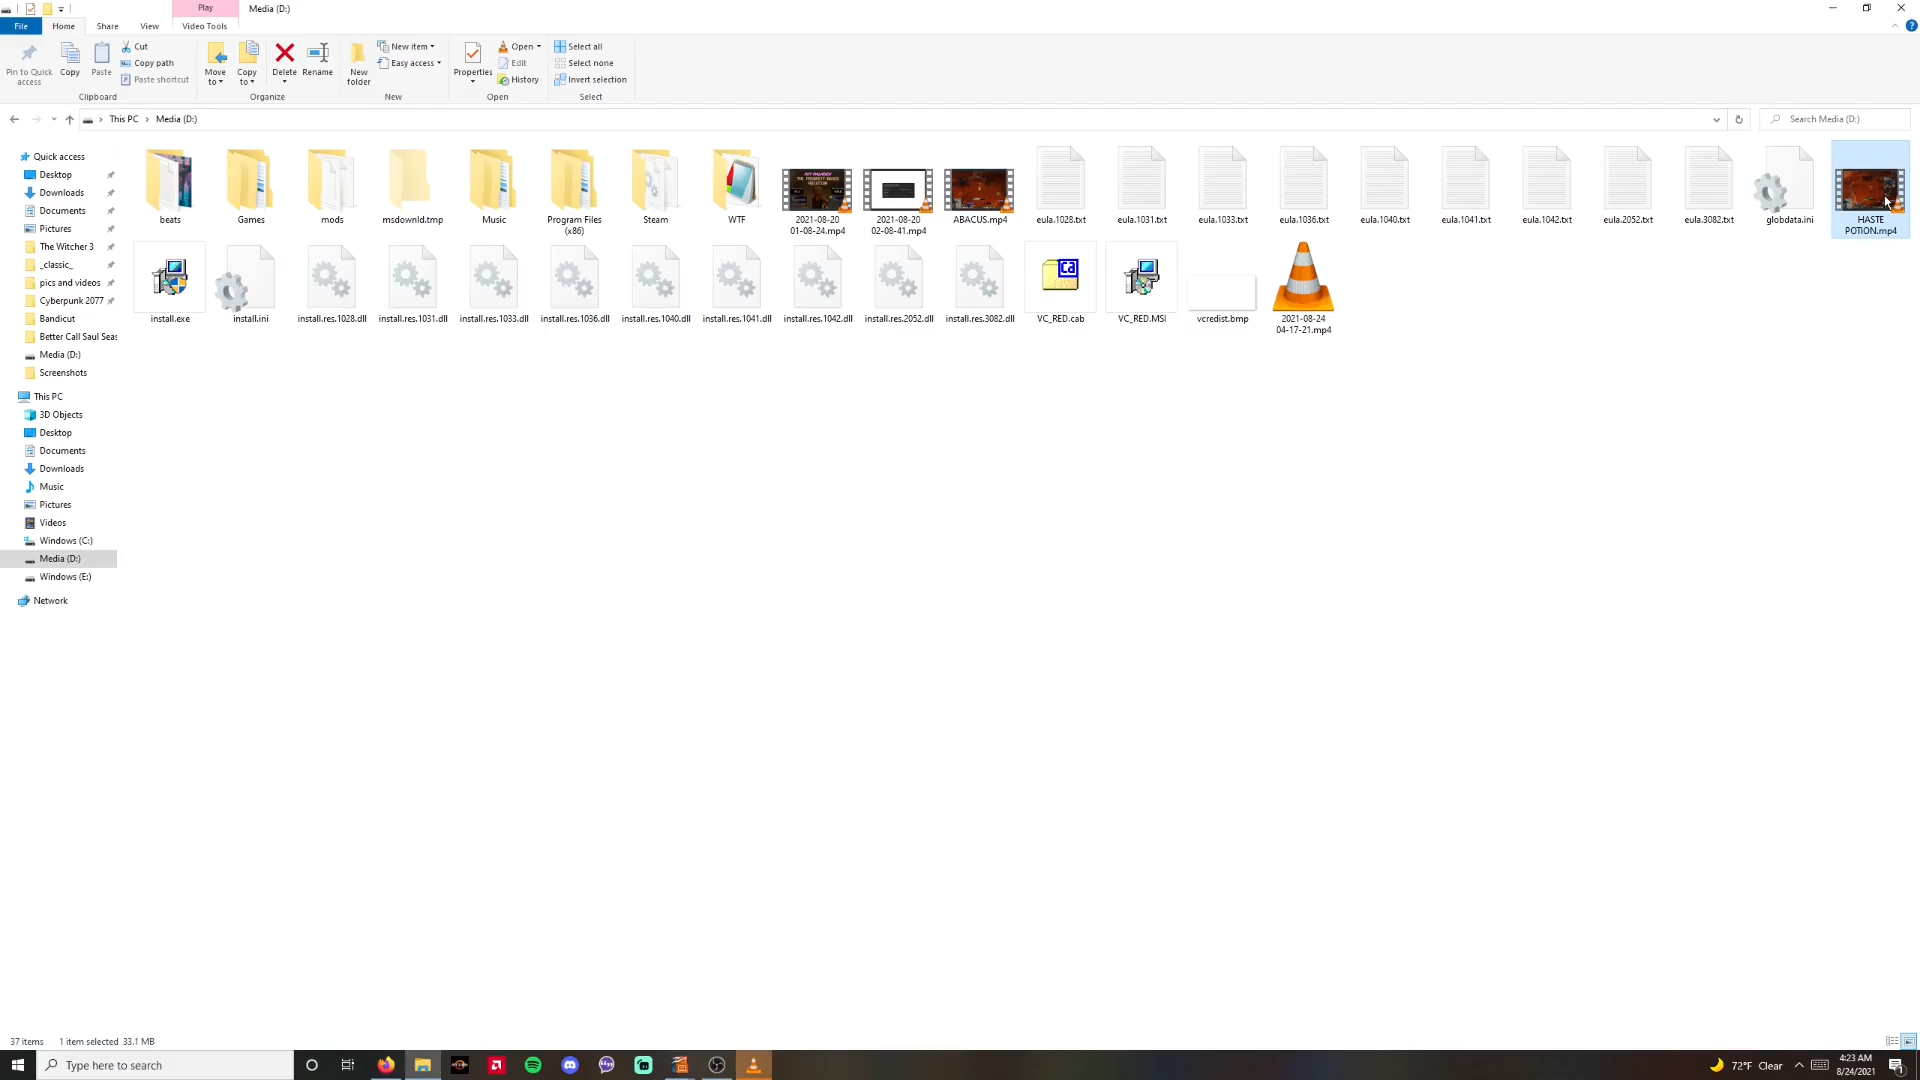 Play
Media (D:)
File
Home
Share
View
Video Tools
Pin to Quick
access
Copy
Paste
Cut
Copy path
Paste shortcut
Clipboard
Move
to
Copy
to
Delete
Rename
Organize
New
folder
New item
Easy access
New
Properties
Open
Edit
History
Open
Select all
Select none
Invert selection
Select
This PC
Media (D:)
Search Media (D:)
Quick access
Desktop
Downloads
Documents
Pictures
The Witcher 3
_classic_
pics and videos
Cyberpunk 2077
Bandicut
Better Call Saul Seas
Media (D:)
Screenshots
This PC
3D Objects
Desktop
Documents
Downloads
Music
Pictures
Videos
Windows (C:)
Media (D:)
Windows (E:)
Network
beats
Games
mods
msdownld.tmp
Music
Program Files
(x86)
Steam
WTF
2021-08-20
01-08-24.mp4
2021-08-20
02-08-41.mp4
ABACUS.mp4
eula.1028.txt
eula.1031.txt
eula.1033.txt
eula.1036.txt
eula.1040.txt
eula.1041.txt
eula.1042.txt
eula.2052.txt
eula.3082.txt
globdata.ini
HASTE
POTION.mp4
install.exe
install.ini
install.res.1028.dll
install.res.1031.dll
install.res.1033.dll
install.res.1036.dll
install.res.1040.dll
install.res.1041.dll
install.res.1042.dll
install.res.2052.dll
install.res.3082.dll
VC_RED.cab
VC_RED.MSI
vcredist.bmp
2021-08-24
04-17-21.mp4
37 items
1 item selected 33.1 MB
Type here to search
72°F Clear
4:23 AM
8/24/2021